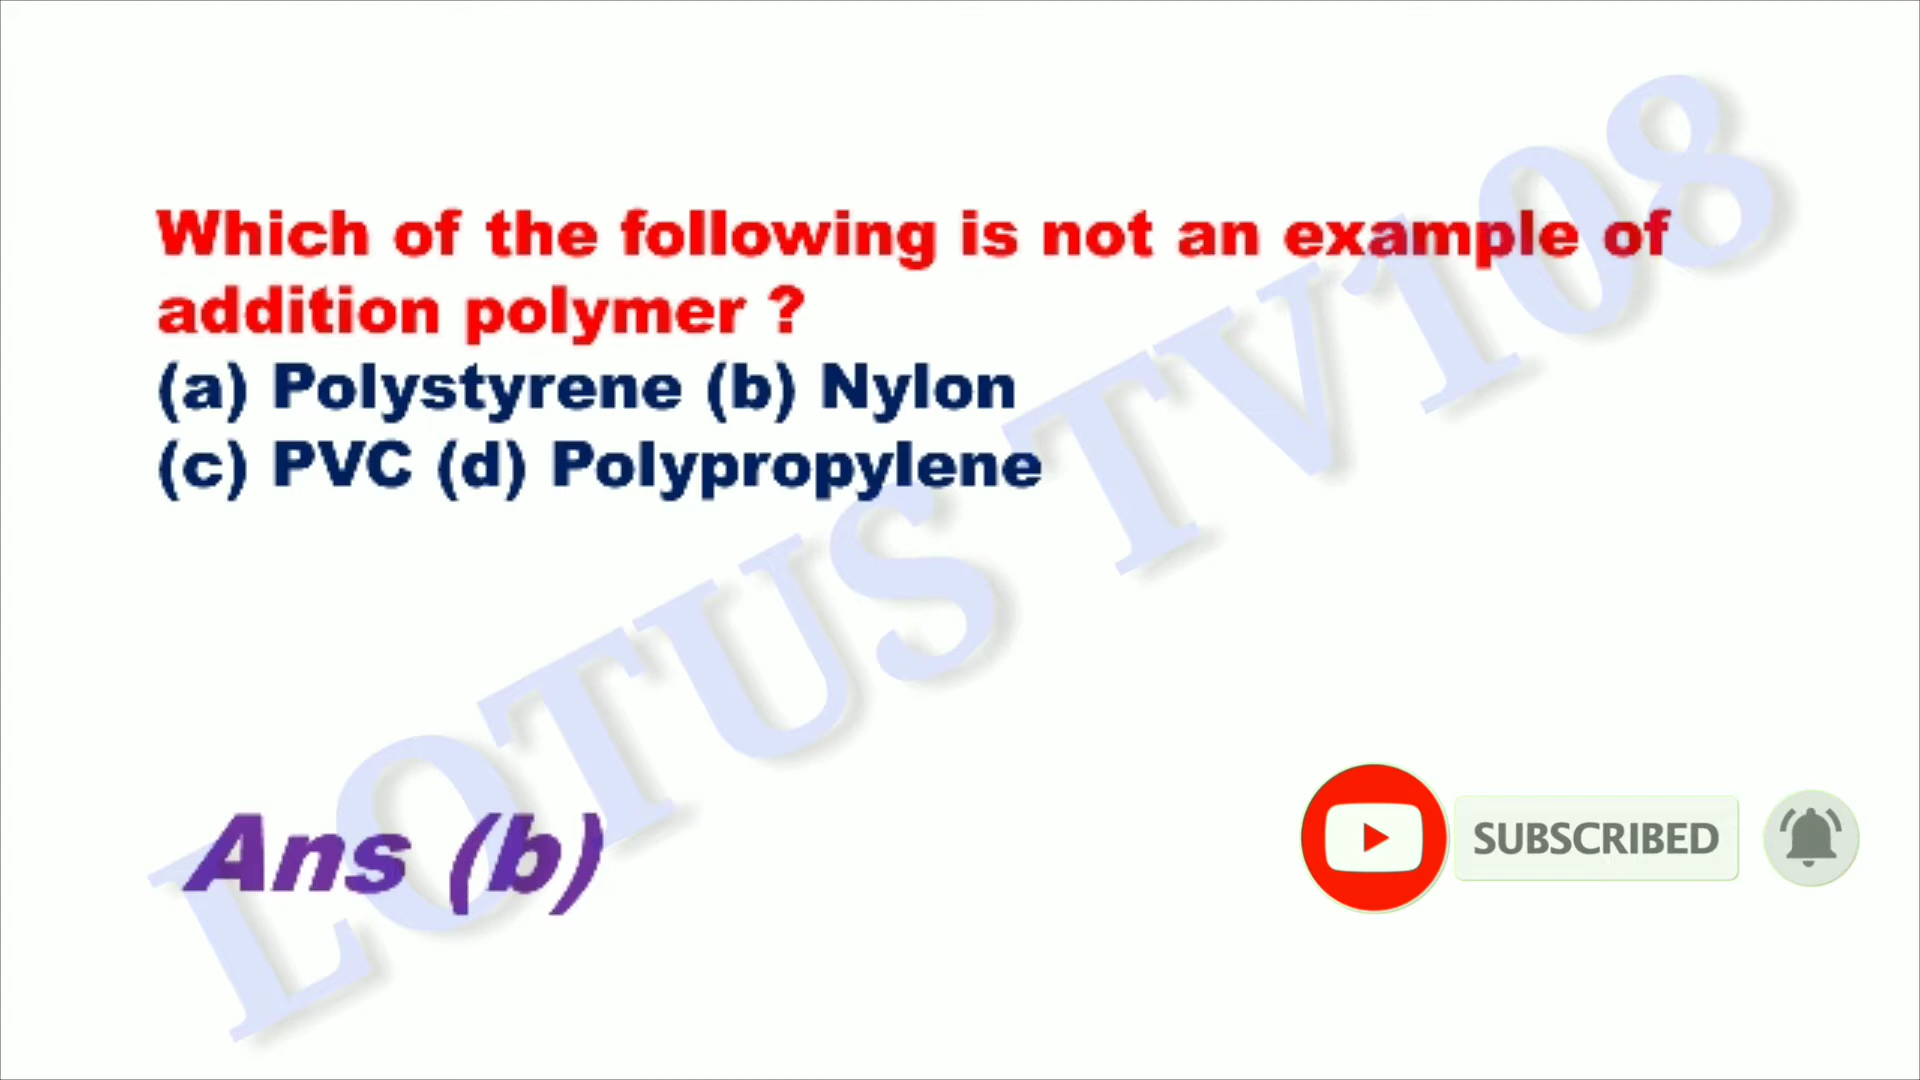 Which of the following is not an example of
addition polymer ?
(a) Polystyrene (b) Nylon
(c) PVC (d) Polypropylene
LOTUS TV108
Ans (b)
SUBSCRIBED